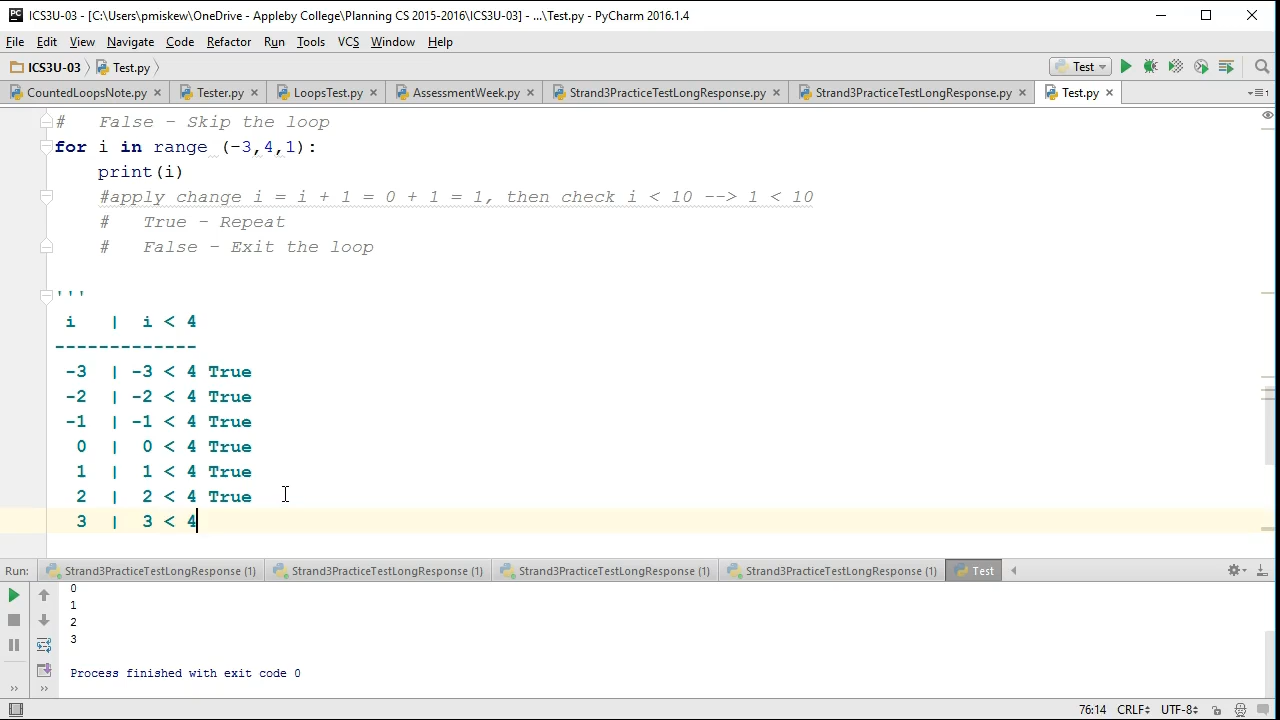 ICS3U-03 - [C:\Users\pmiskew\OneDrive - Appleby College\Planning CS 2015-2016\ICS3U-03] - ...\Test.py - PyCharm 2016.1.4
File Edit View Navigate Code Refactor Run Tools VCS Window Help
ICS3U-03 Test.py Test
CountedLoopsNote.py Tester.py LoopsTest.py AssessmentWeek.py Strand3PracticeTestLongResponse.py Strand3PracticeTestLongResponse.py Test.py
#   False - Skip the loop
for i in range (-3,4,1):
    print(i)
    #apply change i = i + 1 = 0 + 1 = 1, then check i < 10 --> 1 < 10
    #   True - Repeat
    #   False - Exit the loop
'''
 i   |  i < 4
-------------
 -3  | -3 < 4 True
 -2  | -2 < 4 True
 -1  | -1 < 4 True
  0  |  0 < 4 True
  1  |  1 < 4 True
  2  |  2 < 4 True
  3  |  3 < 4
Run: Strand3PracticeTestLongResponse (1) Strand3PracticeTestLongResponse (1) Strand3PracticeTestLongResponse (1) Strand3PracticeTestLongResponse (1) Test
0
1
2
3
Process finished with exit code 0
76:14 CRLF UTF-8